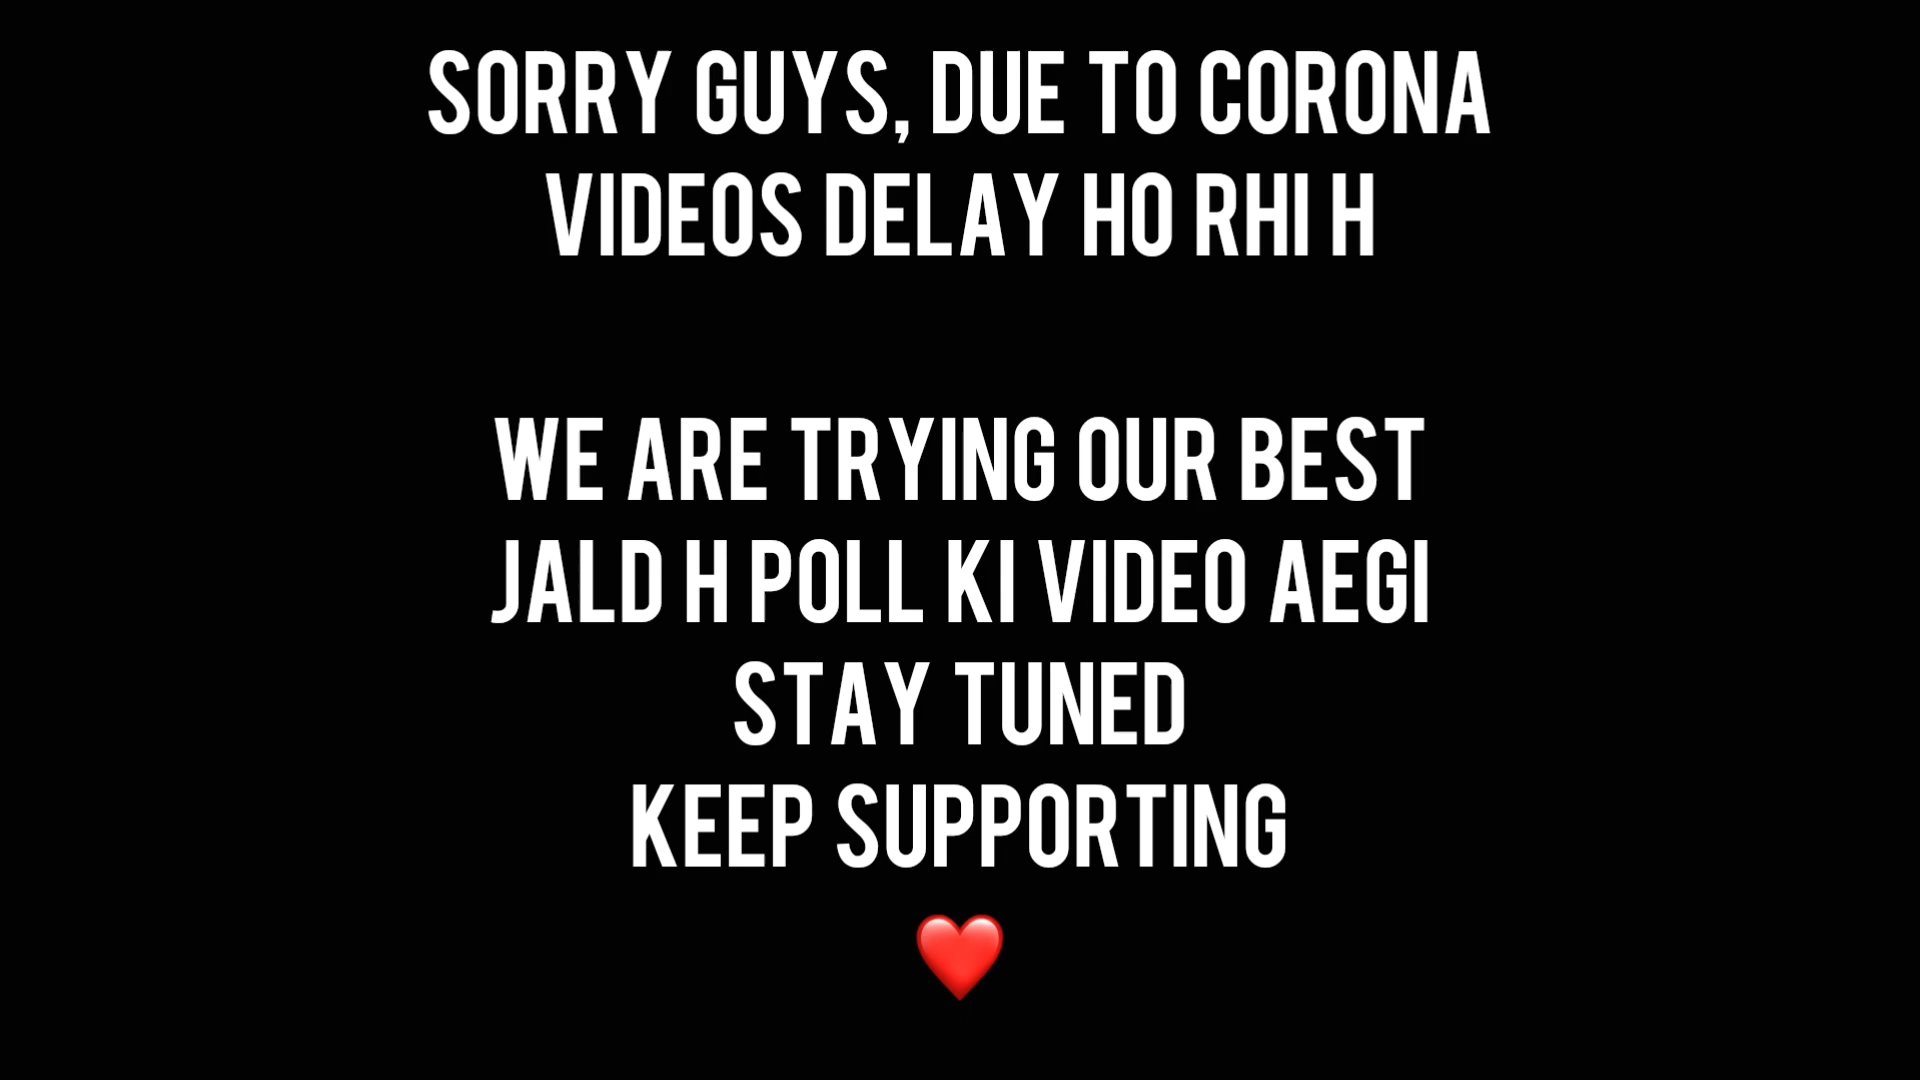 SORRY GUYS, DUE TO CORONA
VIDEOS DELAY HO RHI H
WE ARE TRYING OUR BEST
JALD H POLL KI VIDEO AEGI
STAY TUNED
KEEP SUPPORTING
❤️